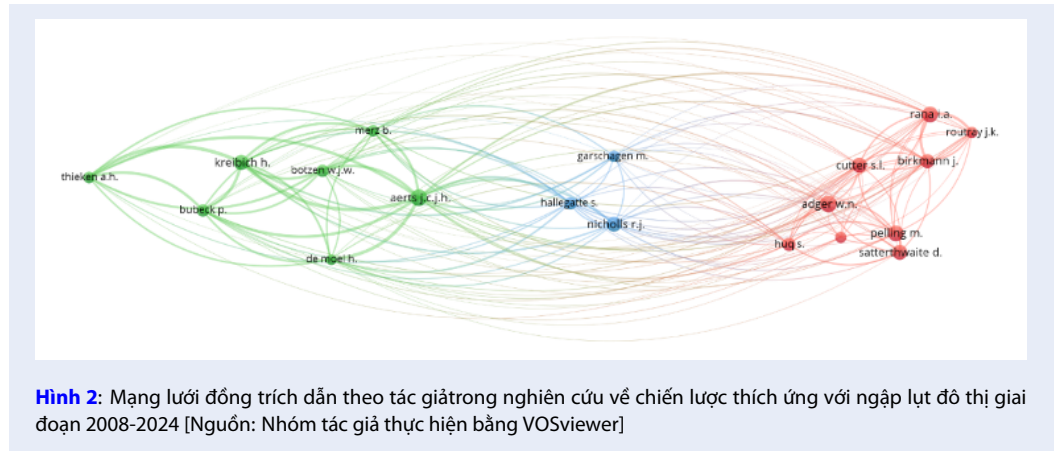 rana i.a.
merz b.
routray j.k.
garschagen m.
kreibich h.
birkmann j.
cutter s.l.
botzen w.j.w.
thieken a.h.
aerts j.c.j.h.
hallegatte s.
adger w.n.
bubeck p.
nicholls r.j.
pelling m.
huq s.
satterthwaite d.
de moel h.
Hình 2: Mạng lưới đồng trích dẫn theo tác giảtrong nghiên cứu về chiến lược thích ứng với ngập lụt đô thị giai
đoạn 2008-2024 [Nguồn: Nhóm tác giả thực hiện bằng VOSviewer]